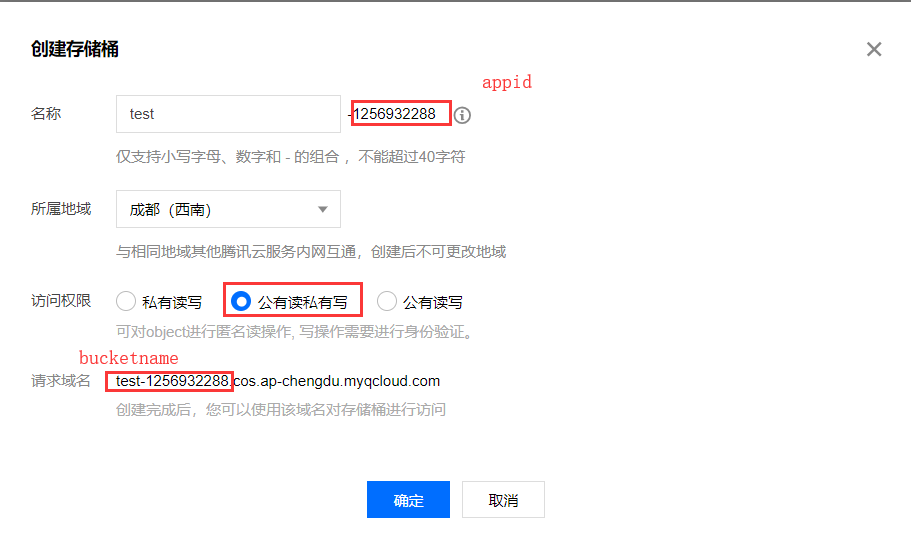 创建存储桶
appid
名称 test -1256932288
仅支持小写字母、数字和 - 的组合 ，不能超过40字符
所属地域 成都（西南）
与相同地域其他腾讯云服务内网互通，创建后不可更改地域
访问权限 私有读写 公有读私有写 公有读写
可对object进行匿名读操作, 写操作需要进行身份验证。
bucketname
请求域名 test-1256932288.cos.ap-chengdu.myqcloud.com
创建完成后，您可以使用该域名对存储桶进行访问
确定 取消